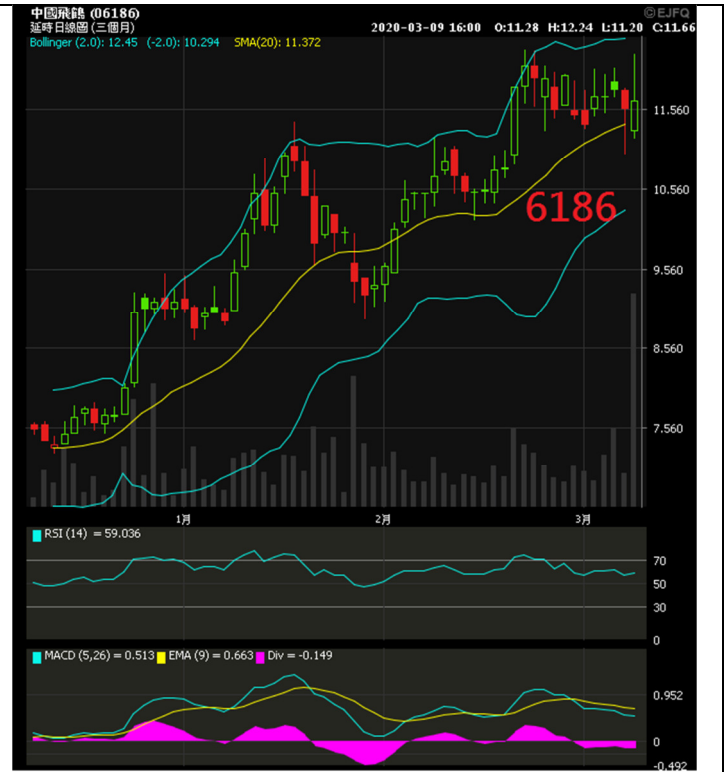 中國飛鶴 (06186)
©EJFQ
延時日線圖 (三個月)
2020-03-09 16:00 O:11.28 H:12.24 L:11.20 C:11.66
Bollinger (2.0): 12.45 (-2.0): 10.294 SMA(20): 11.372
11.560
10.560
6186
9.560
8.560
7.560
1月 2月 3月
RSI (14) =59.036
70
50
30
0
MACD (5,26) = 0.513 EMA (9) = 0.663 Div = -0.149
0.952
0
-0.492